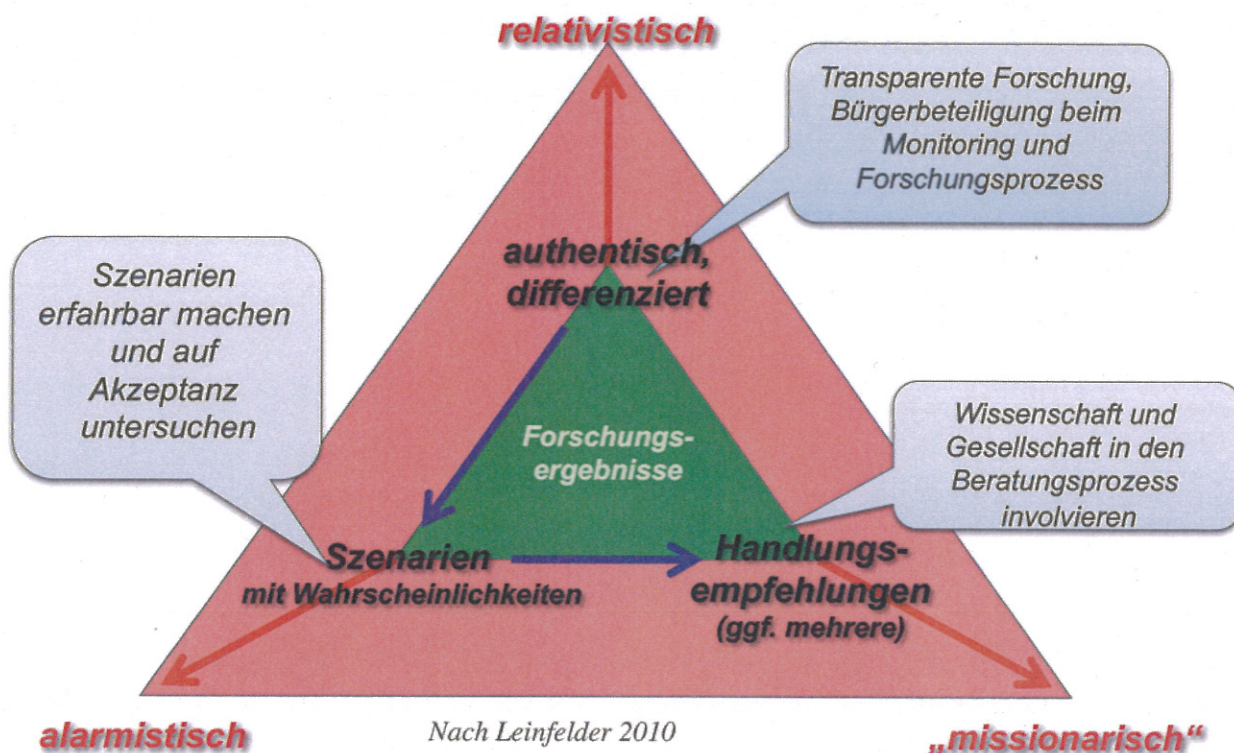 relativistisch
Transparente Forschung,
Bürgerbeteiligung beim
Monitoring und
Forschungsprozess
authentisch,
differenziert
Szenarien
erfahrbar machen
und auf
Akzeptanz
untersuchen
Forschungs-
ergebnisse
Wissenschaft und
Gesellschaft in den
Beratungsprozess
involvieren
Szenarien
mit Wahrscheinlichkeiten
Handlungs-
empfehlungen
(ggf. mehrere)
alarmistisch
Nach Leinfelder 2010
„missionarisch“